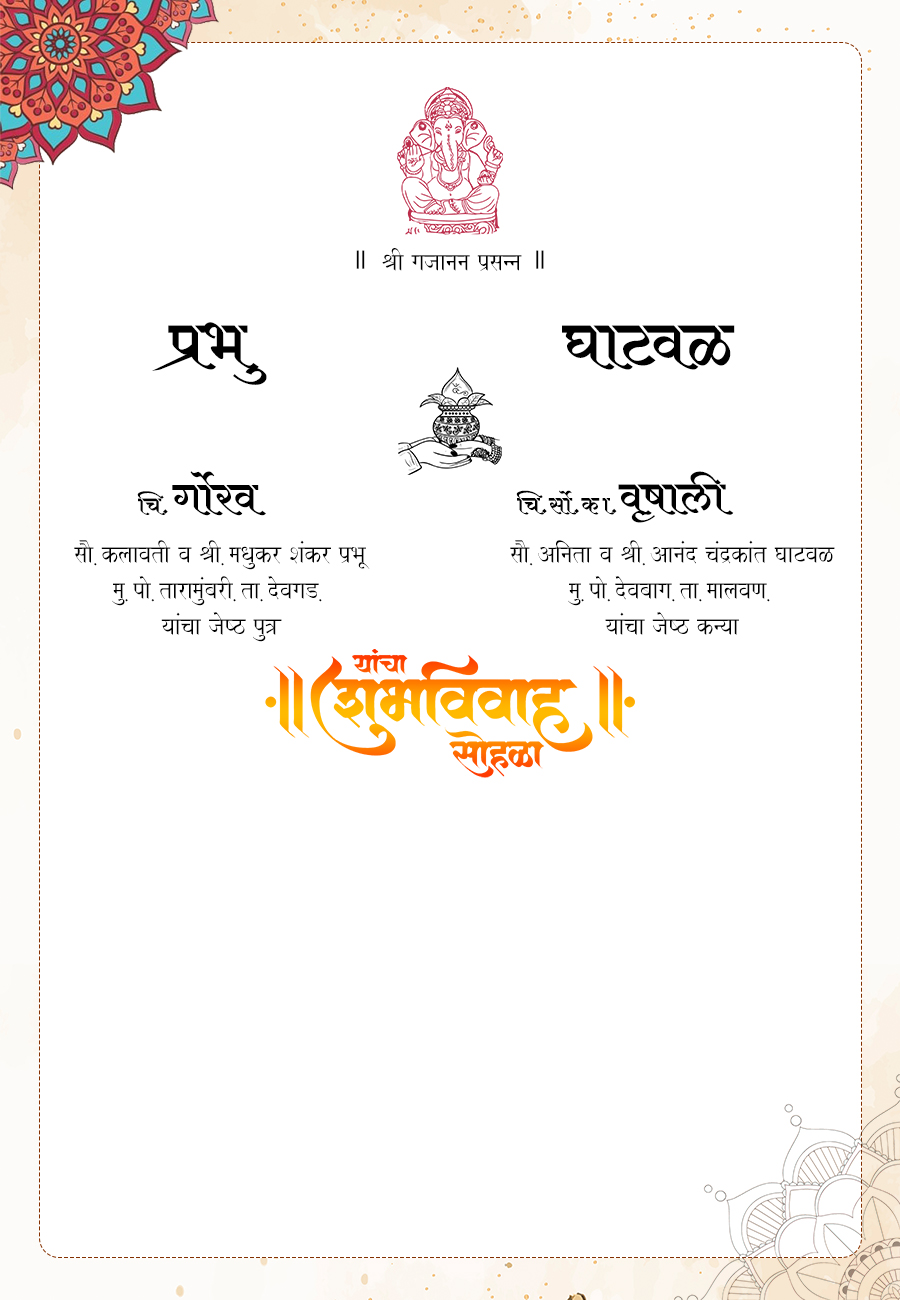 ॥ श्री गजानन प्रसन्न ॥
प्रभु
घाटवळ
चि. गौरव
सौ. कलावती व श्री. मधुकर शंकर प्रभू
मु. पो. तारामुंबरी. ता. देवगड.
यांचा जेष्ठ पुत्र
चि. सौ. का. वृषाली
सौ. अनिता व श्री. आनंद चंद्रकांत घाटवळ
मु. पो. देवबाग. ता. मालवण.
यांचा जेष्ठ कन्या
यांचा
॥ शुभविवाह ॥
सोहळा